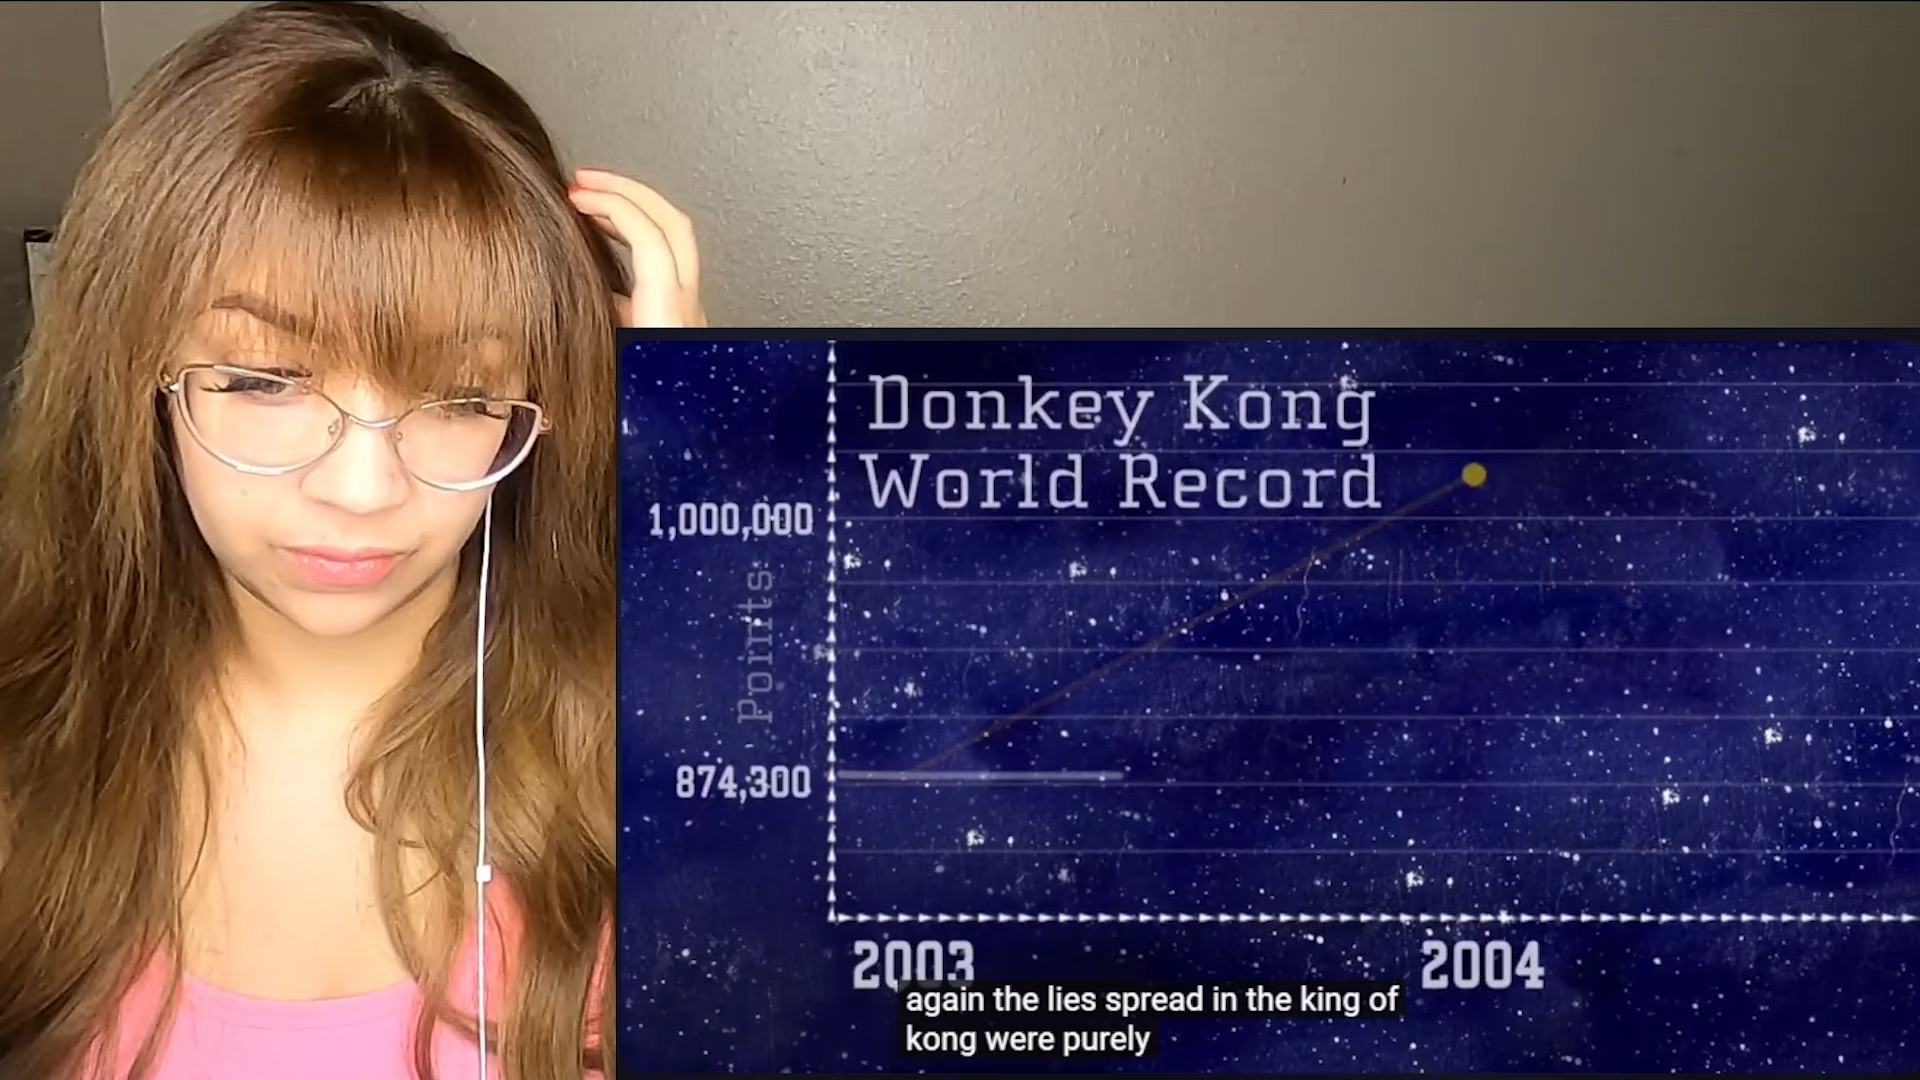 Donkey Kong
World Record
1,000,000
Points
874,300
2003
2004
again the lies spread in the king of
kong were purely